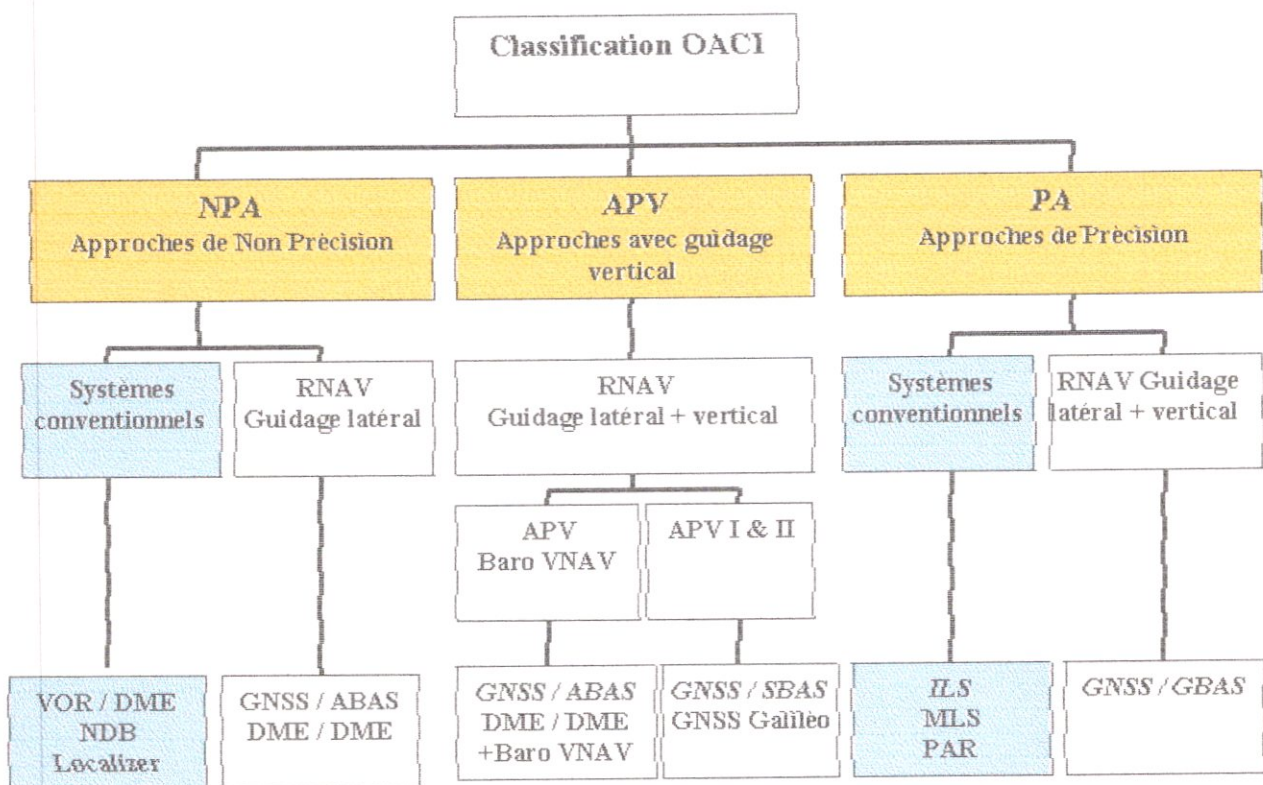 Classification OACI
NPA
Approches de Non Précision
APV
Approches avec guidage
vertical
PA
Approches de Précision
Systèmes
conventionnels
RNAV
Guidage latéral
RNAV
Guidage latéral + vertical
Systèmes
conventionnels
RNAV Guidage
latéral + vertical
APV
Baro VNAV
APV I & II
VOR / DME
NDB
Localizer
GNSS / ABAS
DME / DME
GNSS / ABAS
DME / DME
+Baro VNAV
GNSS / SBAS
GNSS Galiléo
ILS
MLS
PAR
GNSS / GBAS